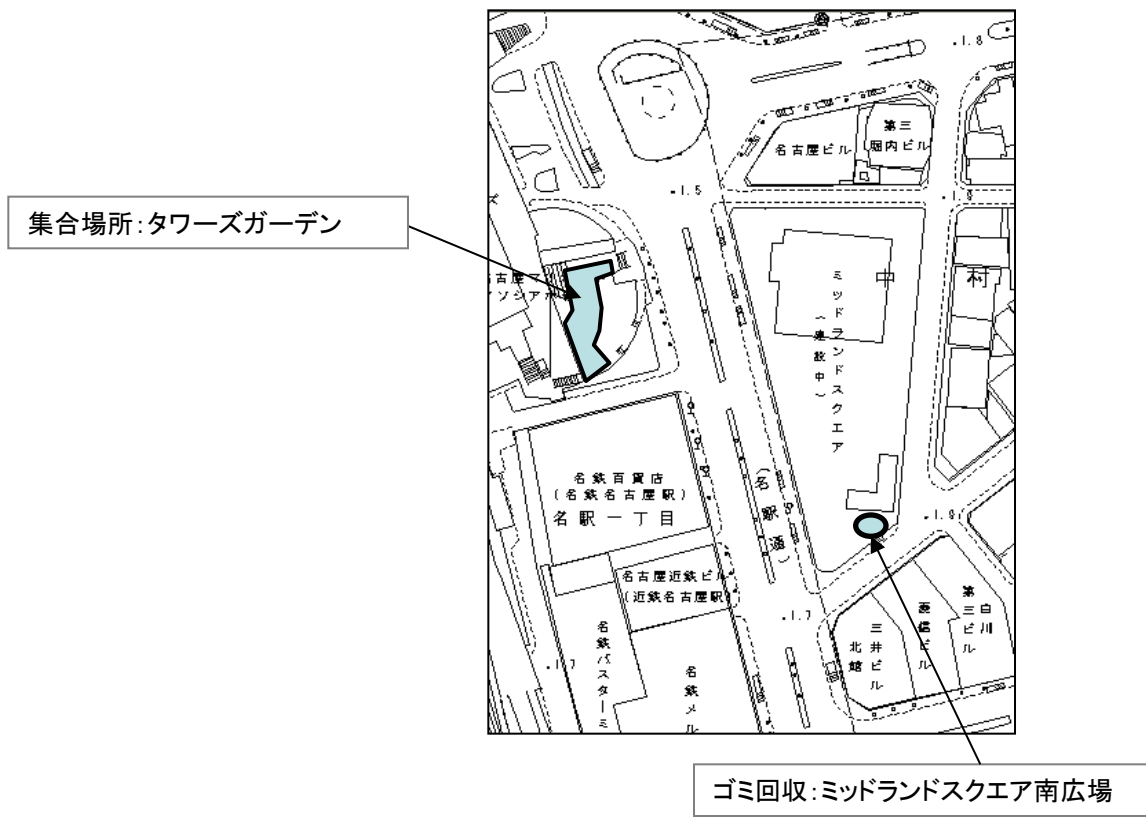 .1.8
第三
堀内ビル
名古屋ビル
.1.5
集合場所：タワーズガーデン
中村
ミッドランドスクエア
(建設中)
名鉄百貨店
(名鉄名古屋駅)
名駅一丁目
(名駅通)
.1.8
名古屋近鉄ビル
(近鉄名古屋駅)
.1.7
第三ビル
白川
菱信ビル
三井ビル
北館
名鉄バスターミ
.1.7
名鉄メル
ゴミ回収：ミッドランドスクエア南広場